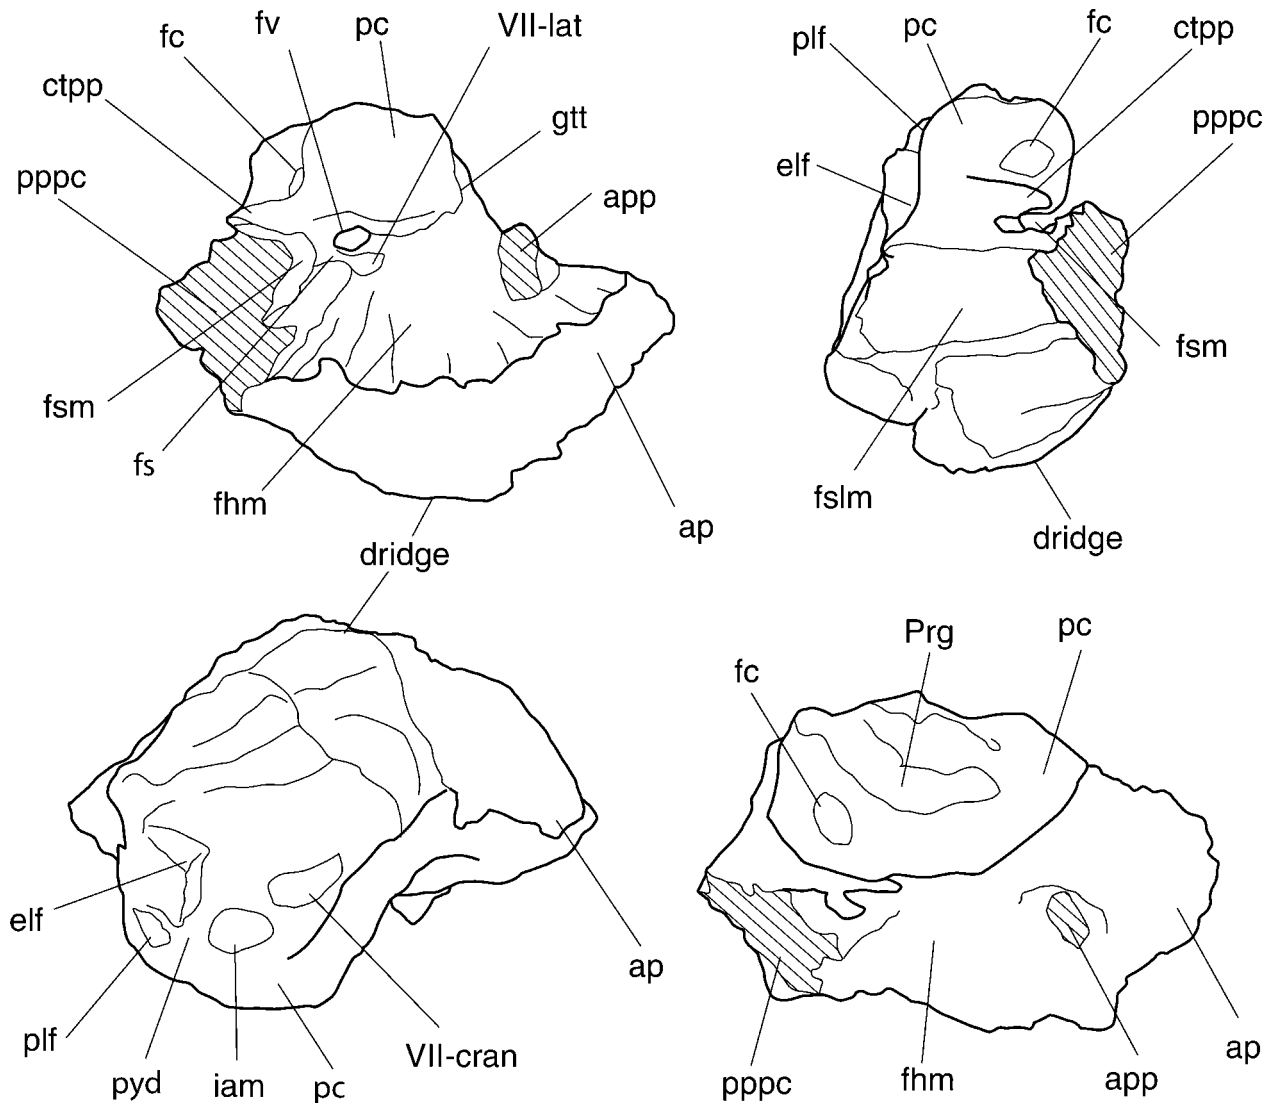 fc
fv
pc
VII-lat
ctpp
gtt
pppc
app
fsm
fs
fhm
ap
dridge
plf
pc
fc
ctpp
pppc
elf
fsm
fslm
dridge
elf
plf
pyd
iam
pc
VII-cran
ap
Prg
pc
fc
pppc
fhm
app
ap